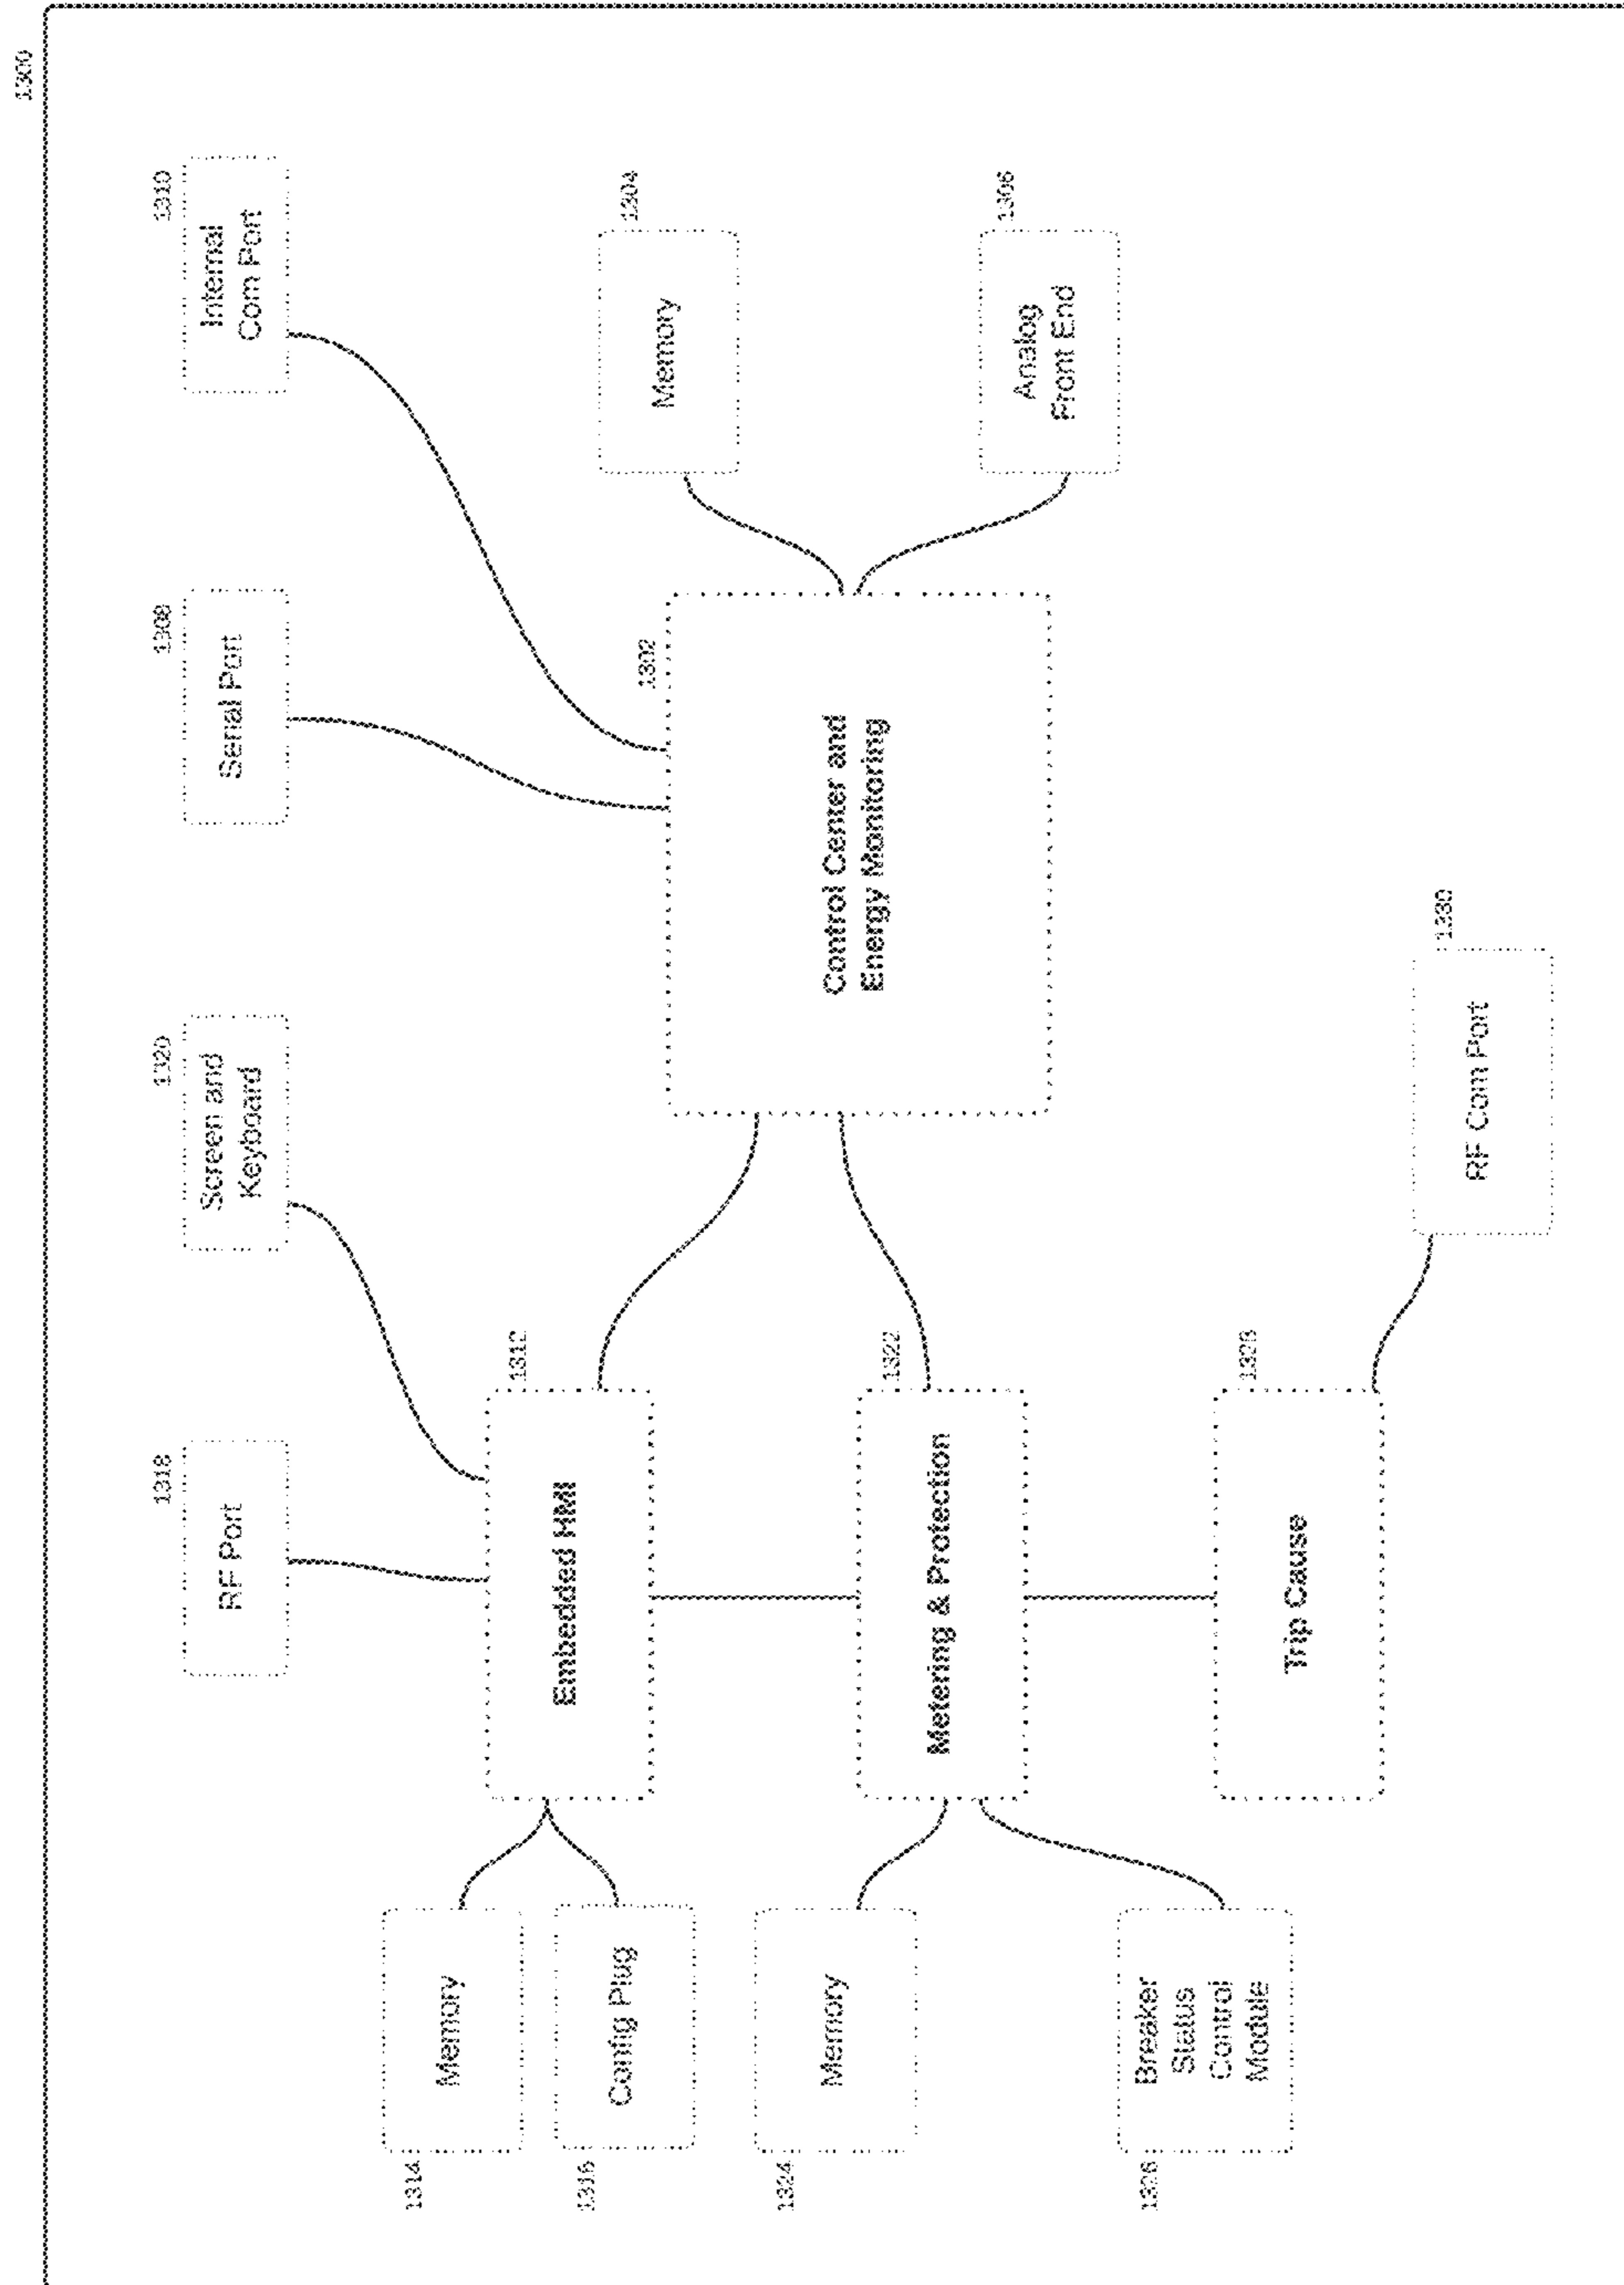 1300
1318
RF Port
1320
Screen and
Keyboard
1308
Serial Port
1310
Internal
Com Port
1314
Memory
1316
Config Plug
1312
Embedded HMI
1302
Control Center and
Energy Monitoring
1304
Memory
1306
Analog
Front End
1324
Memory
1322
Metering & Protection
1326
Breaker
Status
Control
Module
1328
Trip Cause
1330
RF Com Port